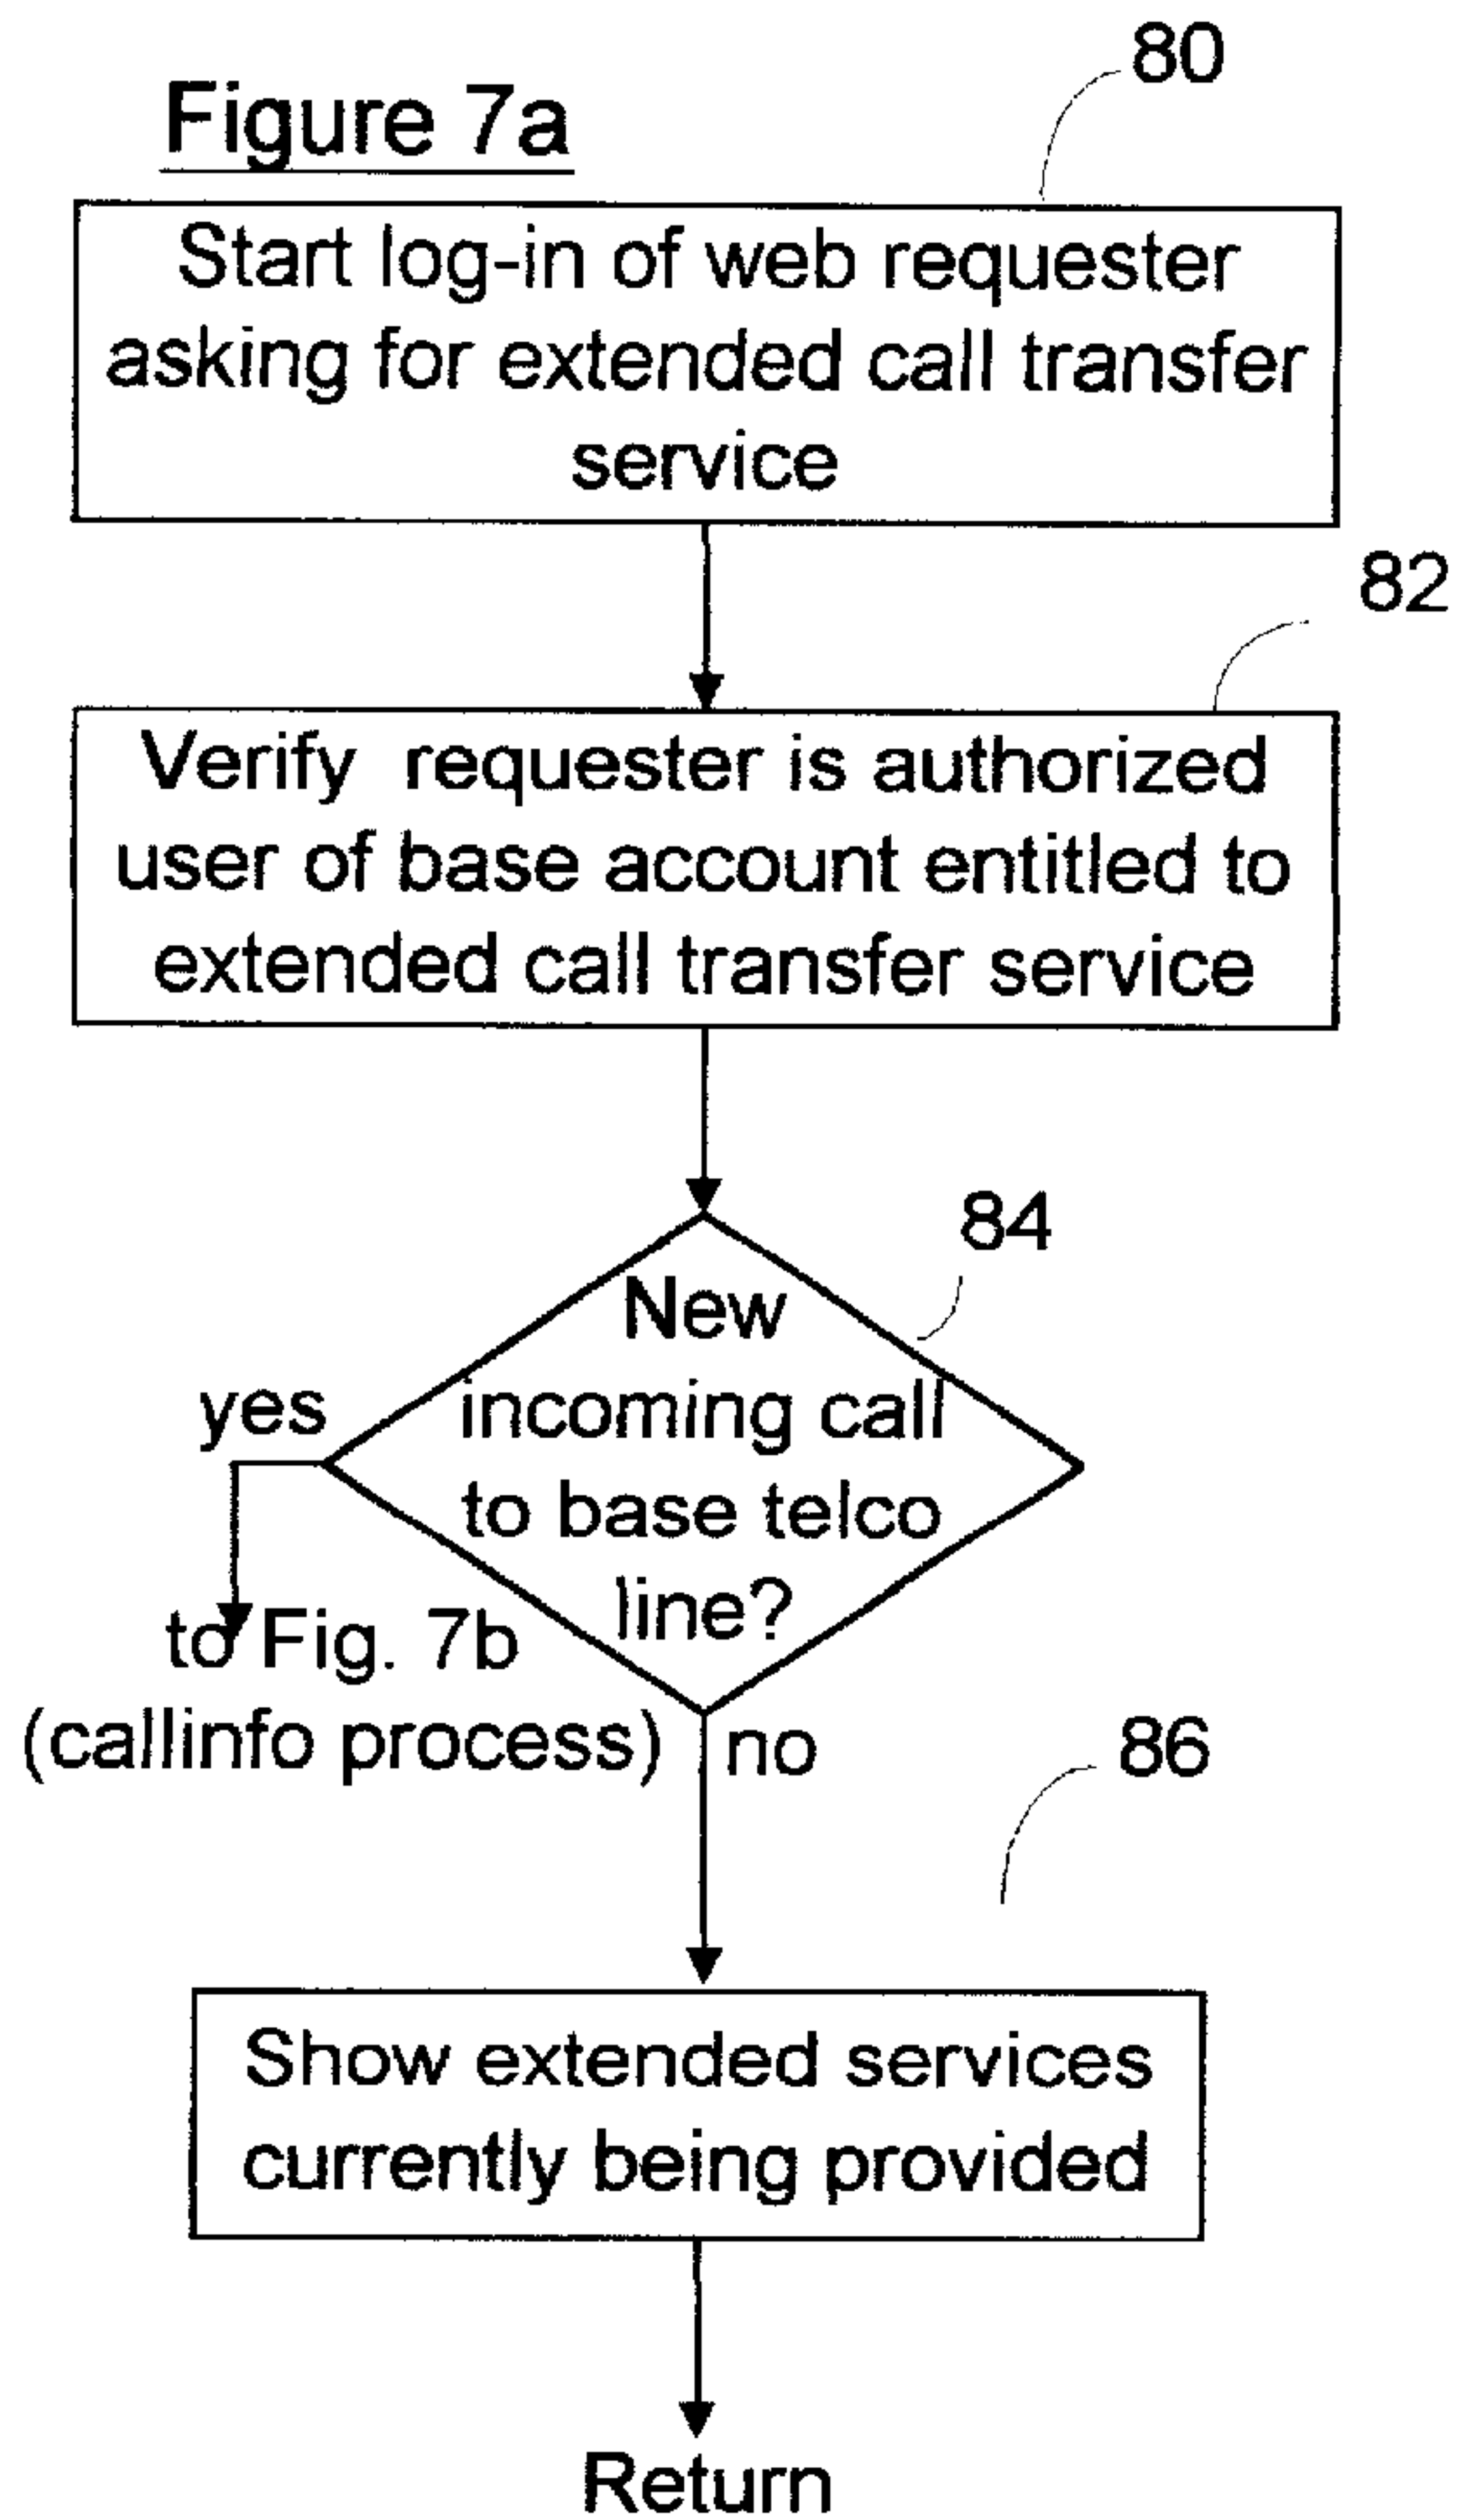 80
Figure 7a
Start log-in of web requester
asking for extended call transfer
service
82
Verify requester is authorized
user of base account entitled to
extended call transfer service
84
New
incoming call
to base telco
line?
yes
to Fig. 7b
(callinfo process)
no
86
Show extended services
currently being provided
Return